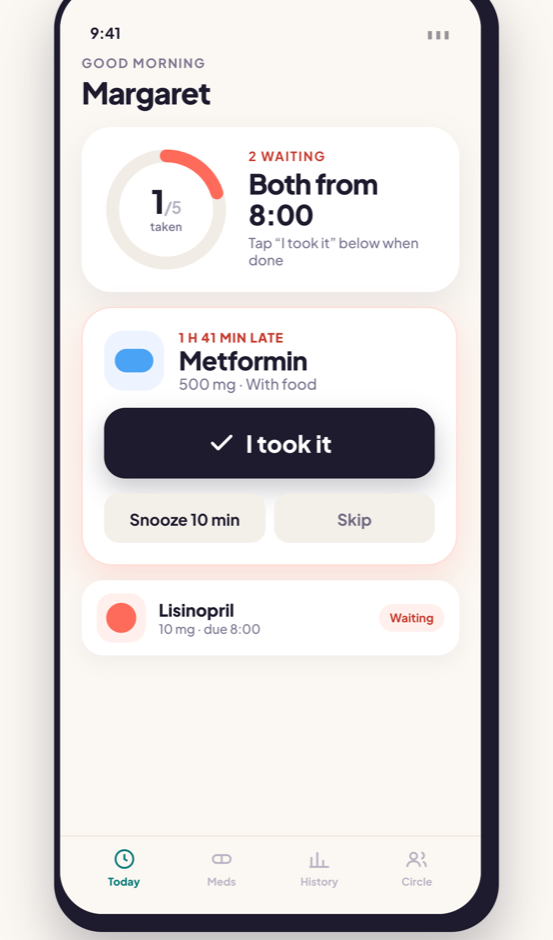 9:41
GOOD MORNING
Margaret
1/5
taken
2 WAITING
Both from
8:00
Tap “I took it” below when
done
1 H 41 MIN LATE
Metformin
500 mg · With food
I took it
Snooze 10 min
Skip
Lisinopril
10 mg · due 8:00
Waiting
Today
Meds
History
Circle